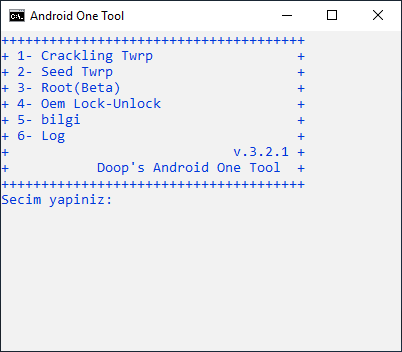 Android One Tool
+++++++++++++++++++++++++++++++++++++
+ 1- Crackling Twrp                  +
+ 2- Seed Twrp                       +
+ 3- Root(Beta)                      +
+ 4- Oem Lock-Unlock                 +
+ 5- bilgi                           +
+ 6- Log                             +
+                            v.3.2.1 +
+           Doop's Android One Tool  +
+++++++++++++++++++++++++++++++++++++
Secim yapiniz: